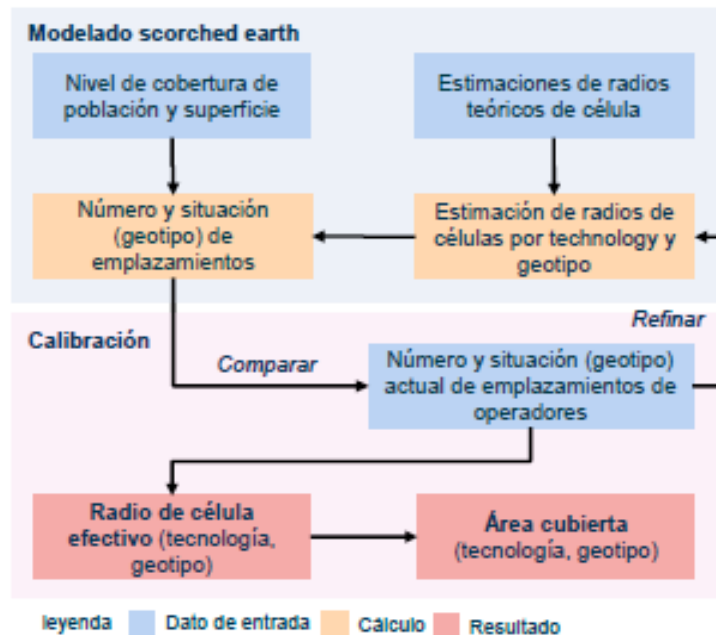 Modelado scorched earth
Nivel de cobertura de
población y superficie
Estimaciones de radios
teóricos de célula
Número y situación
(geotipo) de
emplazamientos
Estimación de radios de
células por technology y
geotipo
Refinar
Calibración
Comparar
Número y situación (geotipo)
actual de emplazamientos de
operadores
Radio de célula
efectivo (tecnología,
geotipo)
Área cubierta
(tecnología, geotipo)
leyenda Dato de entrada Cálculo Resultado